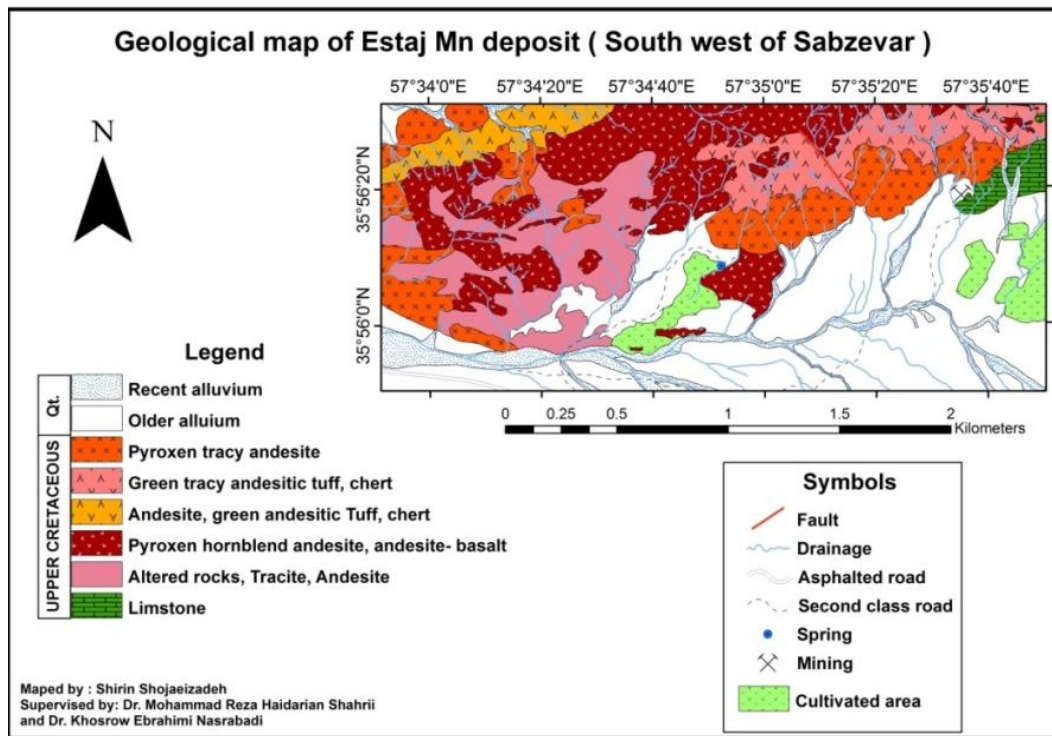 Geological map of Estaj Mn deposit ( South west of Sabzevar )
57°34'0"E 57°34'20"E 57°34'40"E 57°35'0"E 57°35'20"E 57°35'40"E
N
35°56'20"N
35°56'0"N
0 0.25 0.5 1 1.5 2
Kilometers
Legend
Qt.
Recent alluvium
Older alluium
UPPER CRETACEOUS
Pyroxen tracy andesite
Green tracy andesitic tuff, chert
Andesite, green andesitic Tuff, chert
Pyroxen hornblend andesite, andesite- basalt
Altered rocks, Tracite, Andesite
Limstone
Symbols
Fault
Drainage
Asphalted road
Second class road
Spring
Mining
Cultivated area
Maped by : Shirin Shojaeizadeh
Supervised by: Dr. Mohammad Reza Haidarian Shahrii
and Dr. Khosrow Ebrahimi Nasrabadi